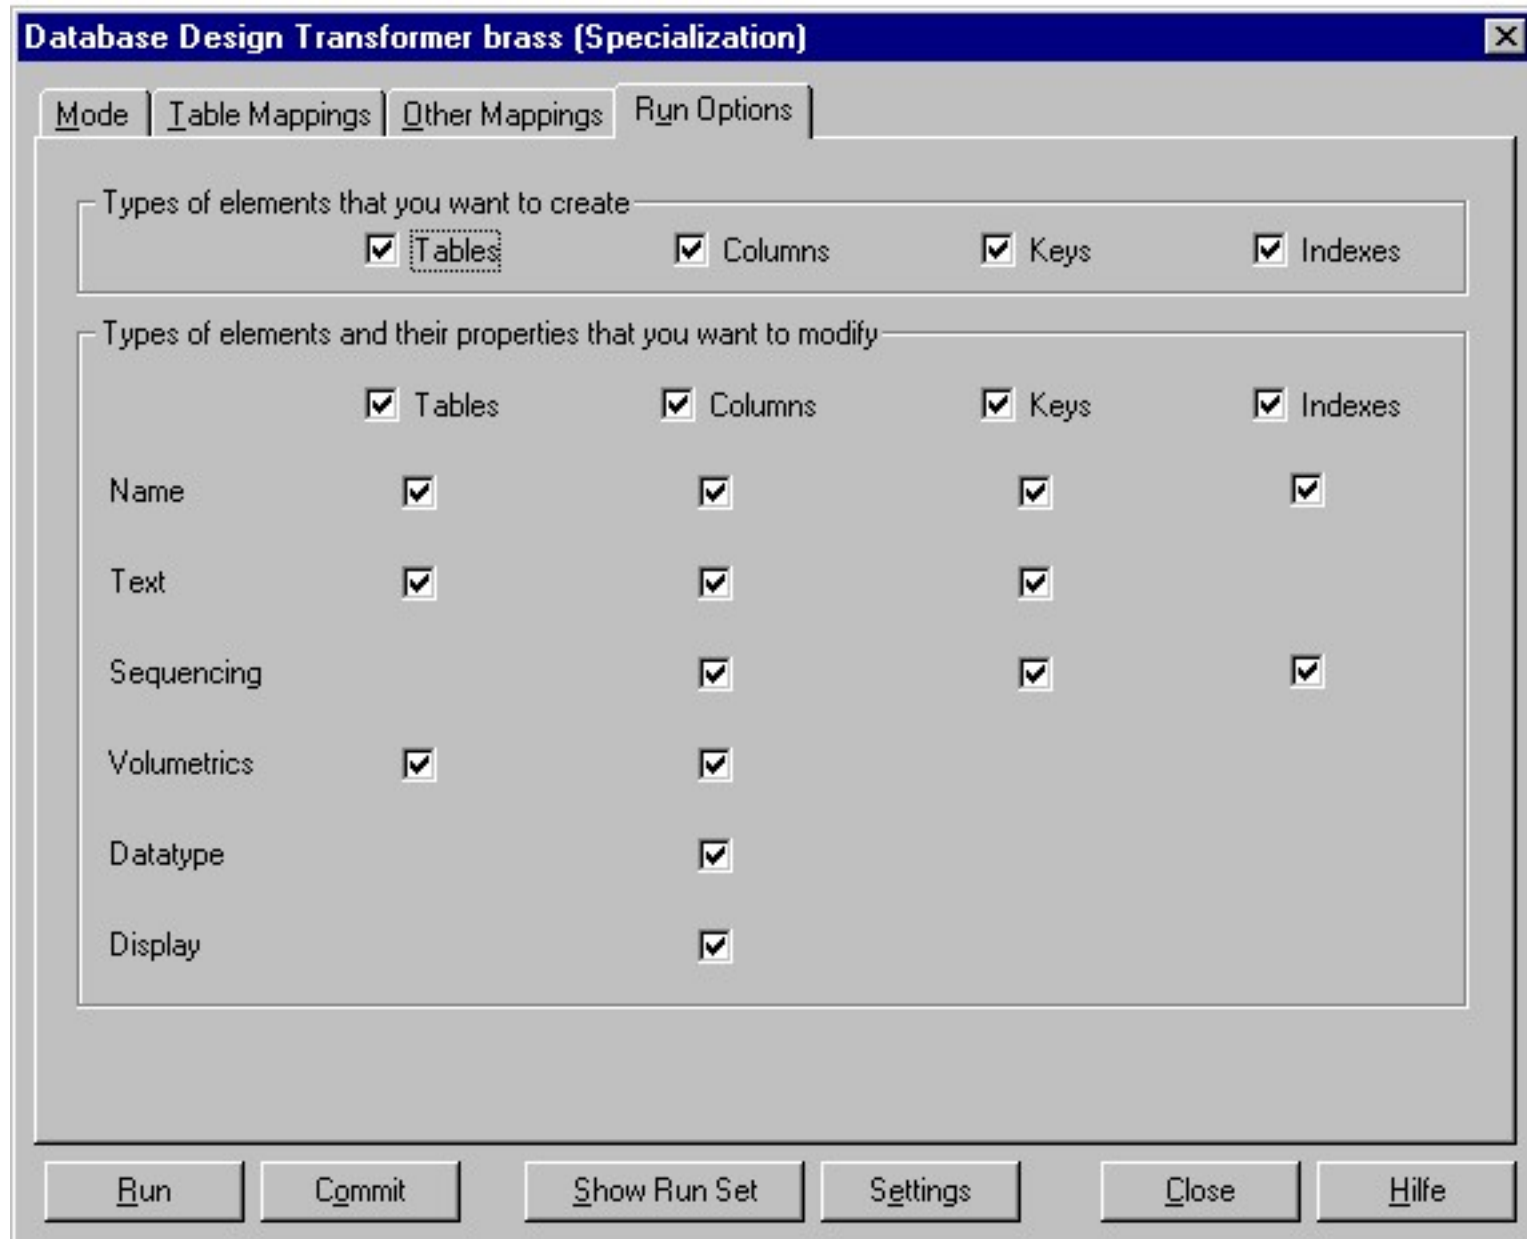 Database Design Transformer brass (Specialization)
Mode Table Mappings Other Mappings Run Options
Types of elements that you want to create
Tables Columns Keys Indexes
Types of elements and their properties that you want to modify
Tables Columns Keys Indexes
Name
Text
Sequencing
Volumetrics
Datatype
Display
Run Commit Show Run Set Settings Close Hilfe